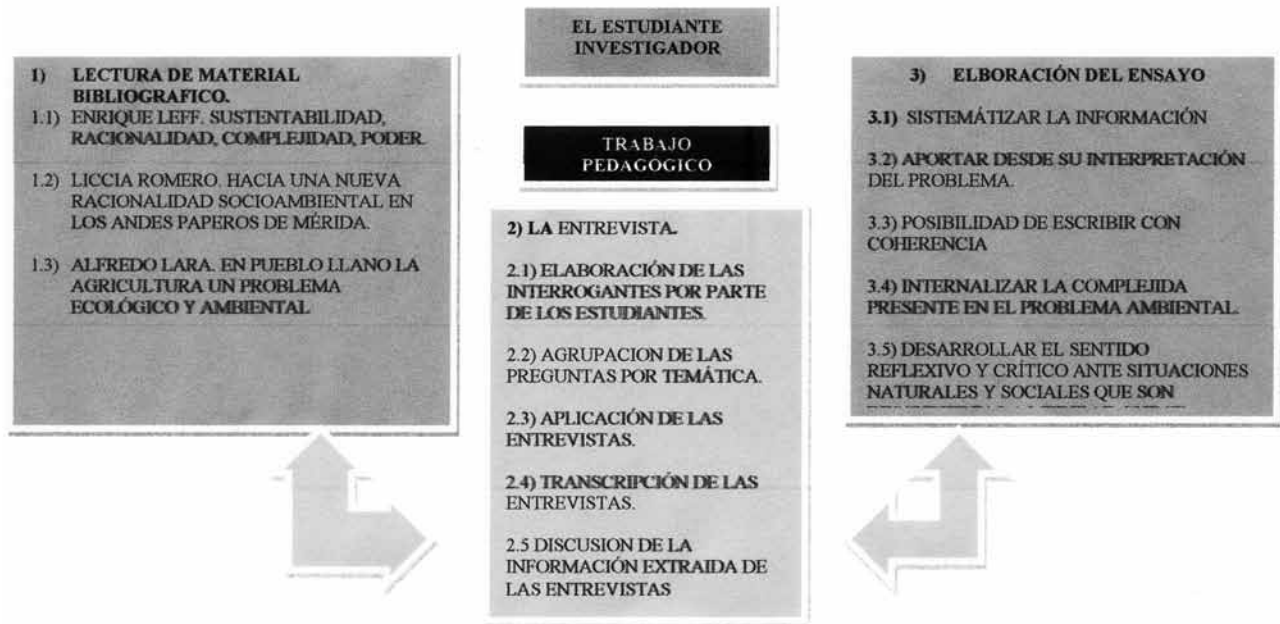 EL ESTUDIANTE
INVESTIGADOR
TRABAJO
PEDAGOGICO
1) LECTURA DE MATERIAL
BIBLIOGRAFICO.
1.1) ENRIQUE LEFF. SUSTENTABILIDAD,
RACIONALIDAD, COMPLEJIDAD, PODER.
1.2) LICCIA ROMERO. HACIA UNA NUEVA
RACIONALIDAD SOCIOAMBIENTAL EN
LOS ANDES PAPEROS DE MÉRIDA.
1.3) ALFREDO LARA. EN PUEBLO LLANO LA
AGRICULTURA UN PROBLEMA
ECOLÓGICO Y AMBIENTAL
2) LA ENTREVISTA.
2.1) ELABORACIÓN DE LAS
INTERROGANTES POR PARTE
DE LOS ESTUDIANTES.
2.2) AGRUPACION DE LAS
PREGUNTAS POR TEMÁTICA.
2.3) APLICACIÓN DE LAS
ENTREVISTAS.
2.4) TRANSCRIPCIÓN DE LAS
ENTREVISTAS.
2.5 DISCUSION DE LA
INFORMACIÓN EXTRAIDA DE
LAS ENTREVISTAS
3) ELBORACIÓN DEL ENSAYO
3.1) SISTEMÁTIZAR LA INFORMACIÓN
3.2) APORTAR DESDE SU INTERPRETACIÓN
DEL PROBLEMA.
3.3) POSIBILIDAD DE ESCRIBIR CON
COHERENCIA
3.4) INTERNALIZAR LA COMPLEJIDA
PRESENTE EN EL PROBLEMA AMBIENTAL.
3.5) DESARROLLAR EL SENTIDO
REFLEXIVO Y CRÍTICO ANTE SITUACIONES
NATURALES Y SOCIALES QUE SON